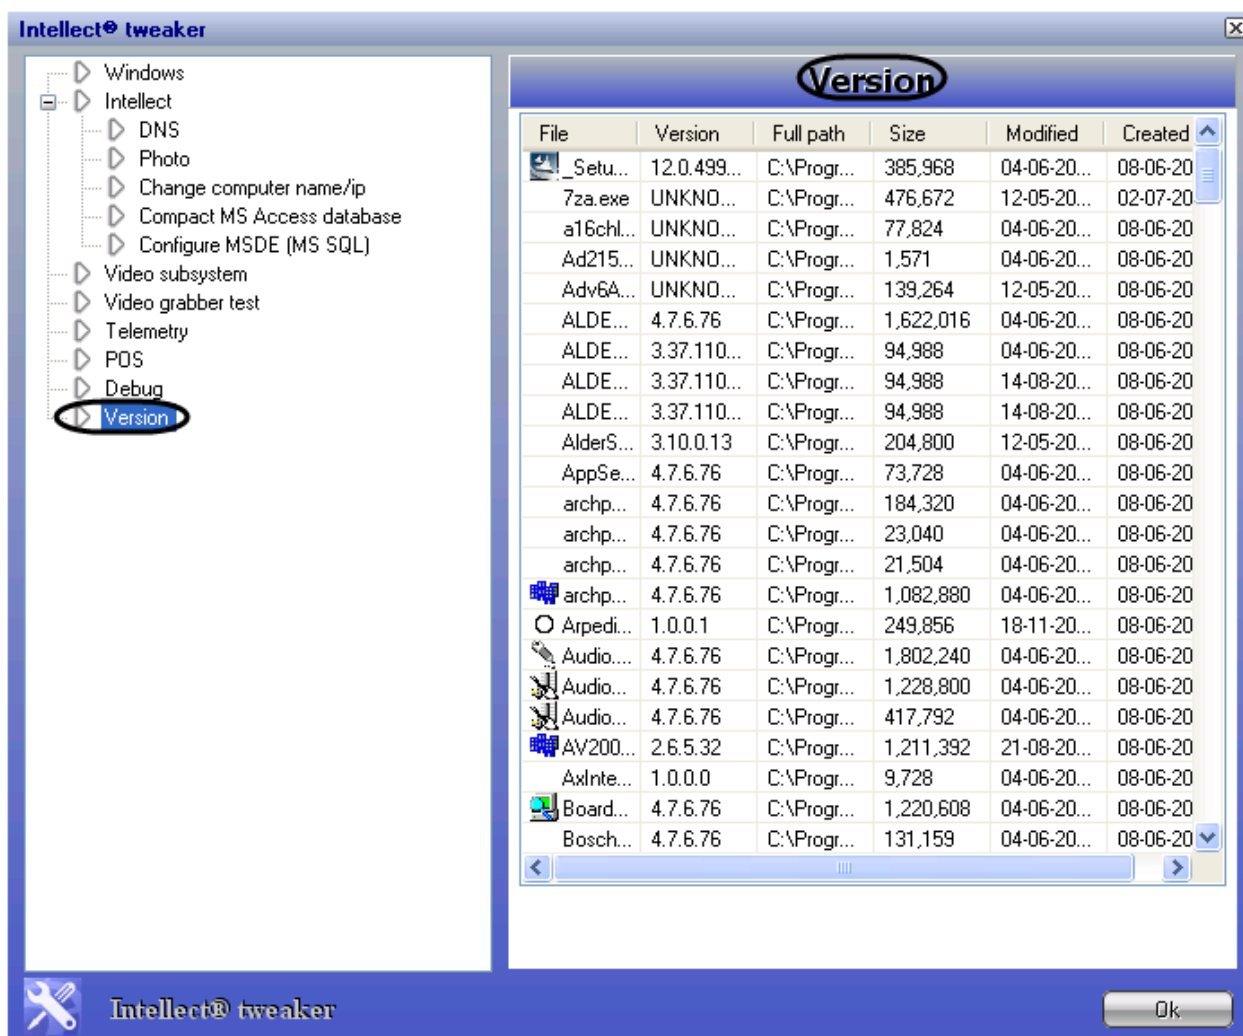 Intellect® tweaker
Windows
Intellect
DNS
Photo
Change computer name/ip
Compact MS Access database
Configure MSDE (MS SQL)
Video subsystem
Video grabber test
Telemetry
POS
Debug
Version
Version
File Version Full path Size Modified Created
_Setu... 12.0.499... C:\Progr... 385,968 04-06-20... 08-06-20
7za.exe UNKNO... C:\Progr... 476,672 12-05-20... 02-07-20
a16chl... UNKNO... C:\Progr... 77,824 04-06-20... 08-06-20
Ad215... UNKNO... C:\Progr... 1,571 04-06-20... 08-06-20
Adv6A... UNKNO... C:\Progr... 139,264 12-05-20... 08-06-20
ALDE... 4.7.6.76 C:\Progr... 1,622,016 04-06-20... 08-06-20
ALDE... 3.37.110... C:\Progr... 94,988 04-06-20... 08-06-20
ALDE... 3.37.110... C:\Progr... 94,988 14-08-20... 08-06-20
ALDE... 3.37.110... C:\Progr... 94,988 14-08-20... 08-06-20
AlderS... 3.10.0.13 C:\Progr... 204,800 12-05-20... 08-06-20
AppSe... 4.7.6.76 C:\Progr... 73,728 04-06-20... 08-06-20
archp... 4.7.6.76 C:\Progr... 184,320 04-06-20... 08-06-20
archp... 4.7.6.76 C:\Progr... 23,040 04-06-20... 08-06-20
archp... 4.7.6.76 C:\Progr... 21,504 04-06-20... 08-06-20
archp... 4.7.6.76 C:\Progr... 1,082,880 04-06-20... 08-06-20
Arpedi... 1.0.0.1 C:\Progr... 249,856 18-11-20... 08-06-20
Audio.... 4.7.6.76 C:\Progr... 1,802,240 04-06-20... 08-06-20
Audio... 4.7.6.76 C:\Progr... 1,228,800 04-06-20... 08-06-20
Audio... 4.7.6.76 C:\Progr... 417,792 04-06-20... 08-06-20
AV200... 2.6.5.32 C:\Progr... 1,211,392 21-08-20... 08-06-20
AxInte... 1.0.0.0 C:\Progr... 9,728 04-06-20... 08-06-20
Board... 4.7.6.76 C:\Progr... 1,220,608 04-06-20... 08-06-20
Bosch... 4.7.6.76 C:\Progr... 131,159 04-06-20... 08-06-20
Intellect® tweaker
Ok